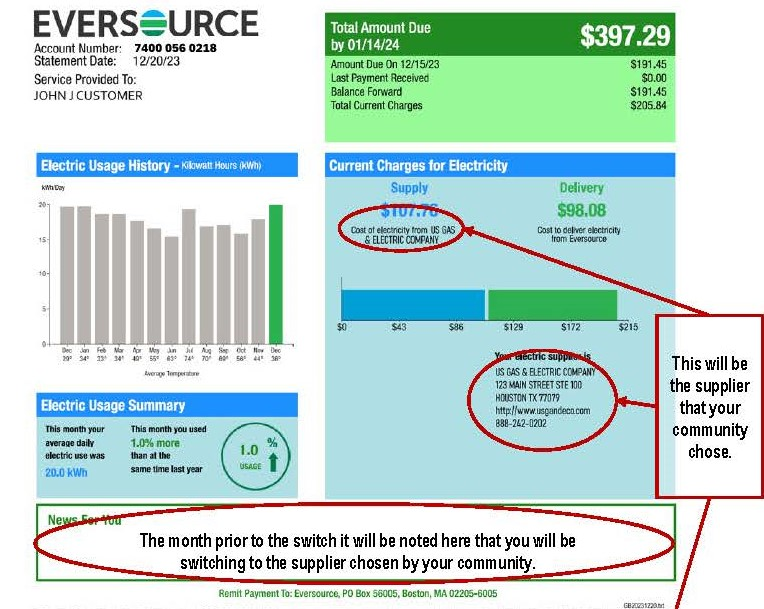 EVERSOURCE
Account Number: 7400 056 0218
Statement Date: 12/20/23
Service Provided To:
JOHN J CUSTOMER
Total Amount Due
by 01/14/24
$397.29
Amount Due On 12/15/23 $191.45
Last Payment Received $0.00
Balance Forward $191.45
Total Current Charges $205.84
Electric Usage History - Kilowatt Hours (kWh)
kWh/Day
20
15
10
5
0
Dec Jan Feb Mar Apr May Jun Jul Aug Sep Oct Nov Dec
39° 34° 33° 34° 49° 55° 63° 74° 70° 69° 56° 44° 38°
Average Temperature
Current Charges for Electricity
Supply
$107.76
Cost of electricity from US GAS
& ELECTRIC COMPANY
Delivery
$98.08
Cost to deliver electricity
from Eversource
$0 $43 $86 $129 $172 $215
Your electric supplier is
US GAS & ELECTRIC COMPANY
123 MAIN STREET STE 100
HOUSTON TX 77079
http://www.usgandeco.com
888-242-0202
This will be
the supplier
that your
community
chose.
Electric Usage Summary
This month your
average daily
electric use was
20.0 kWh
This month you used
1.0% more
than at the
same time last year
1.0 %
USAGE
News For You
The month prior to the switch it will be noted here that you will be
switching to the supplier chosen by your community.
Remit Payment To: Eversource, PO Box 56005, Boston, MA 02205-6005
GB20231220.txt